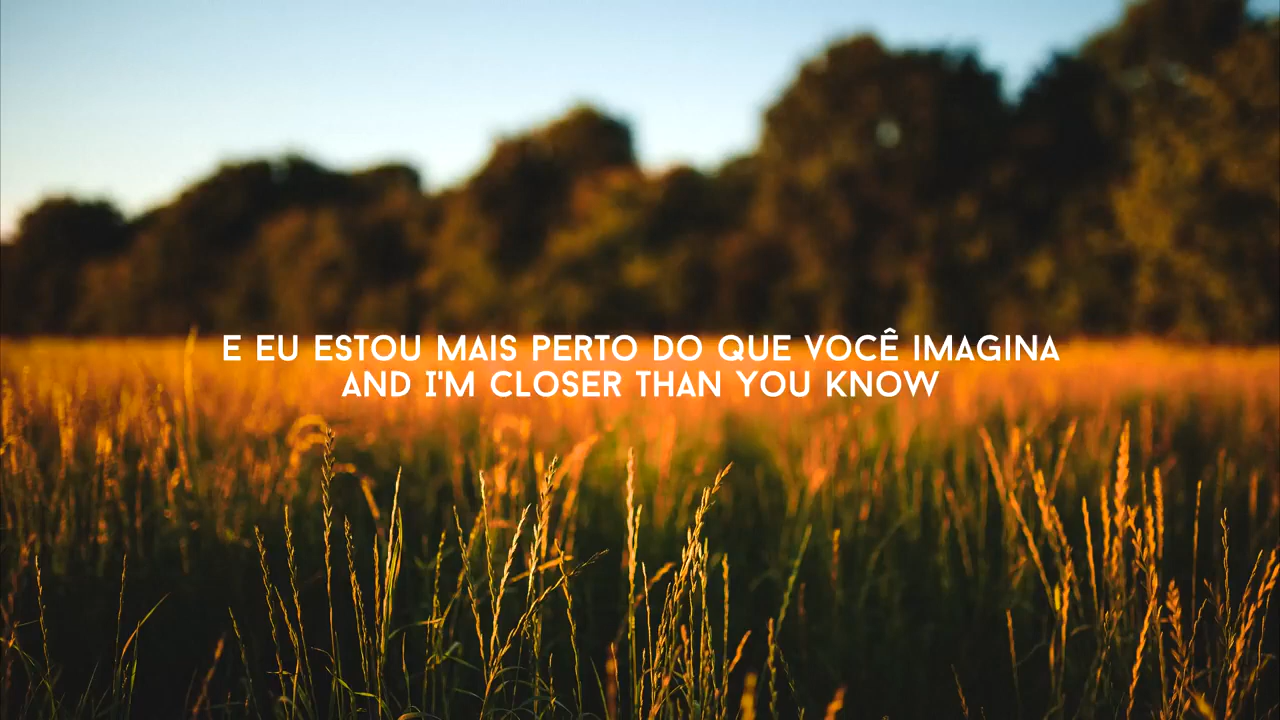 E EU ESTOU MAIS PERTO DO QUE VOCÊ IMAGINA
AND I'M CLOSER THAN YOU KNOW